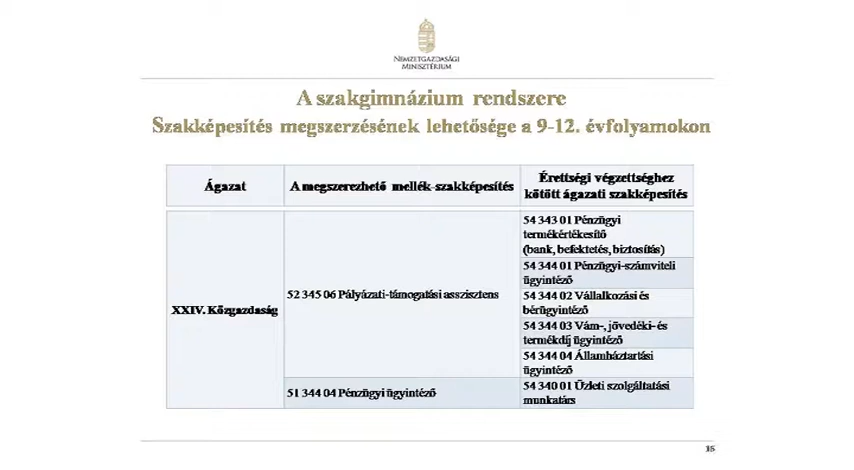 NEMZETGAZDASÁGI
MINISZTÉRIUM
A szakgimnázium rendszere
Szakképesítés megszerzésének lehetősége a 9-12. évfolyamokon
Ágazat
A megszerezhető mellék-szakképesítés
Érettségi végzettséghez
kötött ágazati szakképesítés
XXIV. Közgazdaság
52 345 06 Pályázati-támogatási asszisztens
54 343 01 Pénzügyi
termékértékesítő
(bank, befektetés, biztosítás)
54 344 01 Pénzügyi-számviteli
ügyintéző
54 344 02 Vállalkozási és
bérügyintéző
54 344 03 Vám-, jövedéki- és
termékdíj ügyintéző
54 344 04 Államháztartási
ügyintéző
51 344 04 Pénzügyi ügyintéző
54 340 01 Üzleti szolgáltatási
munkatárs
15